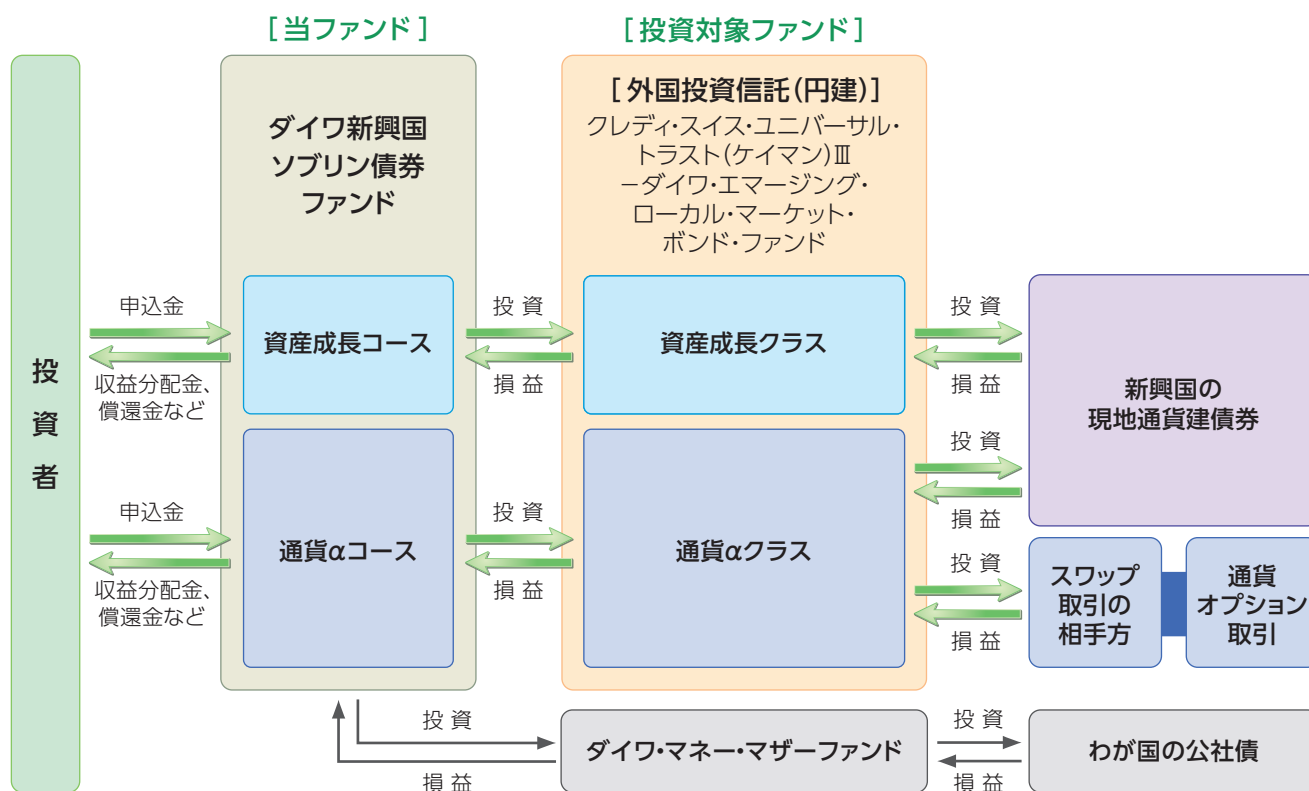 [当ファンド]
[投資対象ファンド]
投資者
ダイワ新興国
ソブリン債券
ファンド
[外国投資信託(円建)]
クレディ・スイス・ユニバーサル・
トラスト(ケイマン)Ⅲ
－ダイワ・エマージング・
ローカル・マーケット・
ボンド・ファンド
申込金
収益分配金、
償還金など
資産成長コース
投 資
損 益
資産成長クラス
投 資
損 益
新興国の
現地通貨建債券
投 資
損 益
申込金
収益分配金、
償還金など
通貨αコース
投 資
損 益
通貨αクラス
投 資
損 益
スワップ
取引の
相手方
通貨
オプション
取引
投 資
損 益
ダイワ・マネー・マザーファンド
投 資
損 益
わが国の公社債